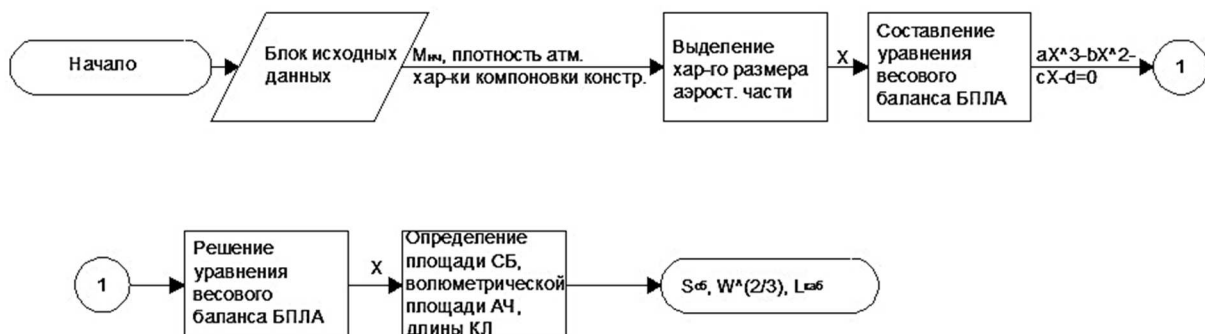 Начало
Блок исходных
данных
Mнч, плотность атм.
хар-ки компоновки констр.
Выделение
хар-го размера
аэрост. части
X
Составление
уравнения
весового
баланса БПЛА
aX^3-bX^2-
cX-d=0
1
1
Решение
уравнения
весового
баланса БПЛА
X
Определение
площади СБ,
волюметрической
площади АЧ,
длины КЛ
Sсб, W^(2/3), Lкаб